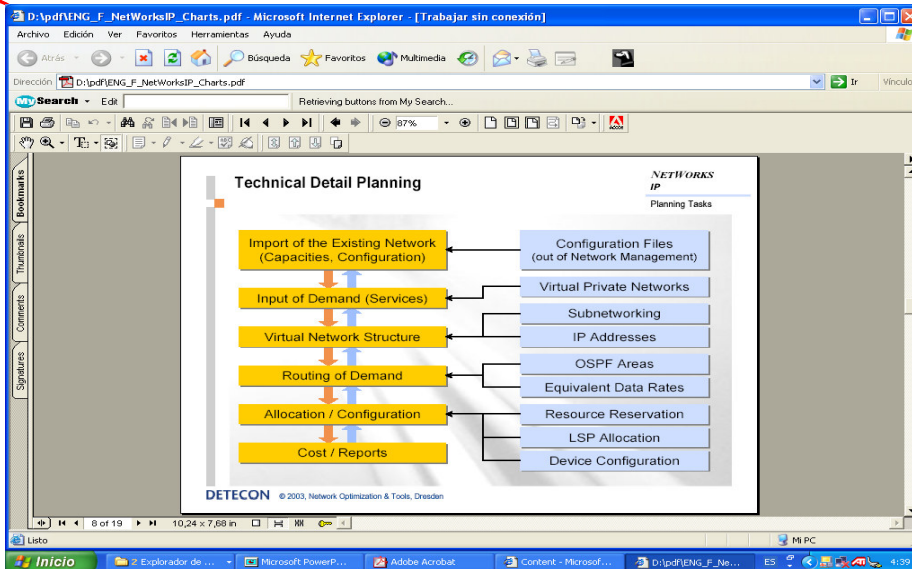 D:\pdf\ENG_F_NetWorksIP_Charts.pdf - Microsoft Internet Explorer - [Trabajar sin conexión]
Archivo Edición Ver Favoritos Herramientas Ayuda
Atrás Búsqueda Favoritos Multimedia
Dirección D:\pdf\ENG_F_NetWorksIP_Charts.pdf Ir Vínculo
My Search Edit Retrieving buttons from My Search...
87%
Bookmarks
Thumbnails
Comments
Signatures
Technical Detail Planning
NETWORKS
IP
Planning Tasks
Import of the Existing Network
(Capacities, Configuration)
Configuration Files
(out of Network Management)
Input of Demand (Services)
Virtual Private Networks
Subnetworking
Virtual Network Structure
IP Addresses
OSPF Areas
Routing of Demand
Equivalent Data Rates
Allocation / Configuration
Resource Reservation
LSP Allocation
Cost / Reports
Device Configuration
DETECON © 2003, Network Optimization & Tools, Dresden
8 of 19 10,24 x 7,68 in
Listo Mi PC
Inicio 2 Explorador de ... Microsoft PowerP... Adobe Acrobat Content - Microsof... D:\pdf\ENG_F_Ne... ES 4:39